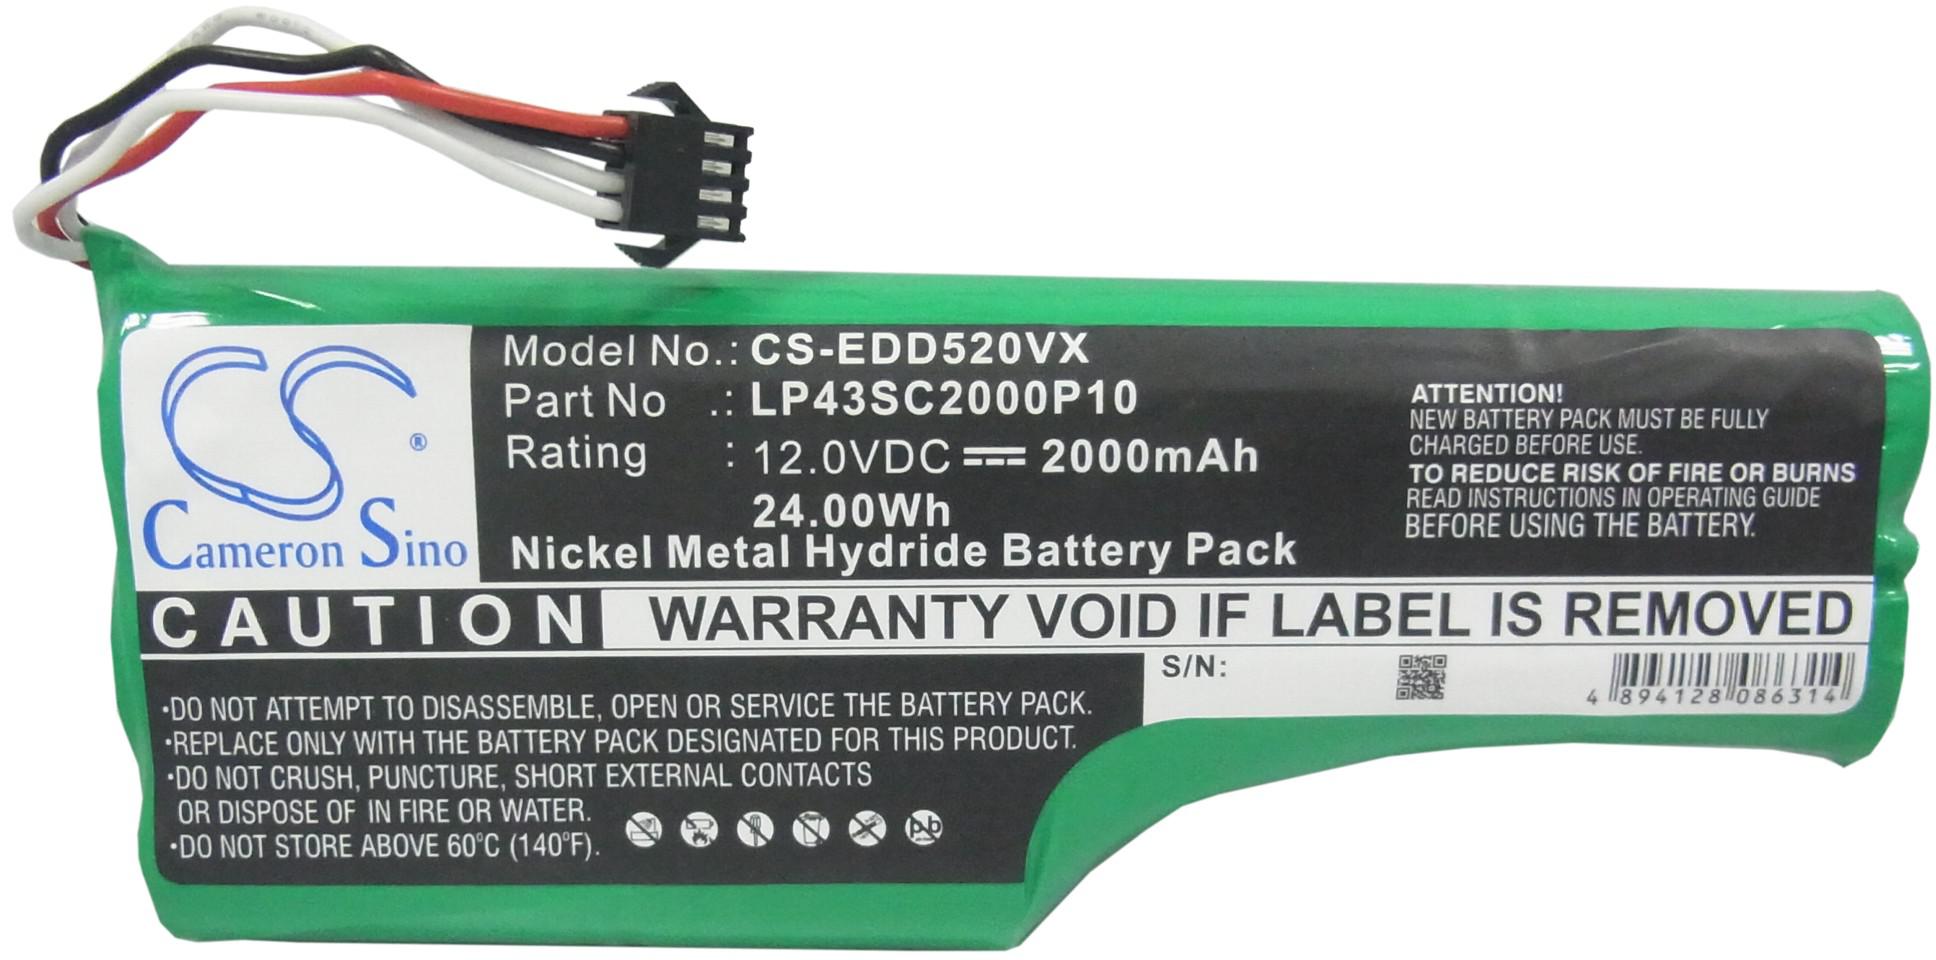 CS ®
Cameron Sino
Model No.: CS-EDD520VX
Part No .: LP43SC2000P10
Rating : 12.0VDC 2000mAh
24.00Wh
Nickel Metal Hydride Battery Pack
ATTENTION!
NEW BATTERY PACK MUST BE FULLY
CHARGED BEFORE USE.
TO REDUCE RISK OF FIRE OR BURNS
READ INSTRUCTIONS IN OPERATING GUIDE
BEFORE USING THE BATTERY.
CAUTION WARRANTY VOID IF LABEL IS REMOVED
S/N:
4 894128 086314
•DO NOT ATTEMPT TO DISASSEMBLE, OPEN OR SERVICE THE BATTERY PACK.
•REPLACE ONLY WITH THE BATTERY PACK DESIGNATED FOR THIS PRODUCT.
•DO NOT CRUSH, PUNCTURE, SHORT EXTERNAL CONTACTS
OR DISPOSE OF IN FIRE OR WATER.
•DO NOT STORE ABOVE 60°C (140°F).
pb